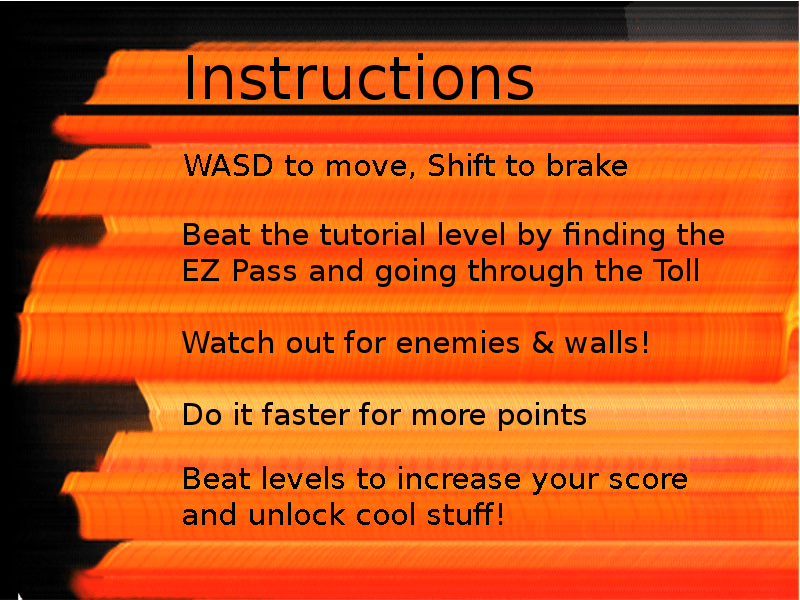 Instructions
WASD to move, Shift to brake
Beat the tutorial level by finding the
EZ Pass and going through the Toll
Watch out for enemies & walls!
Do it faster for more points
Beat levels to increase your score
and unlock cool stuff!